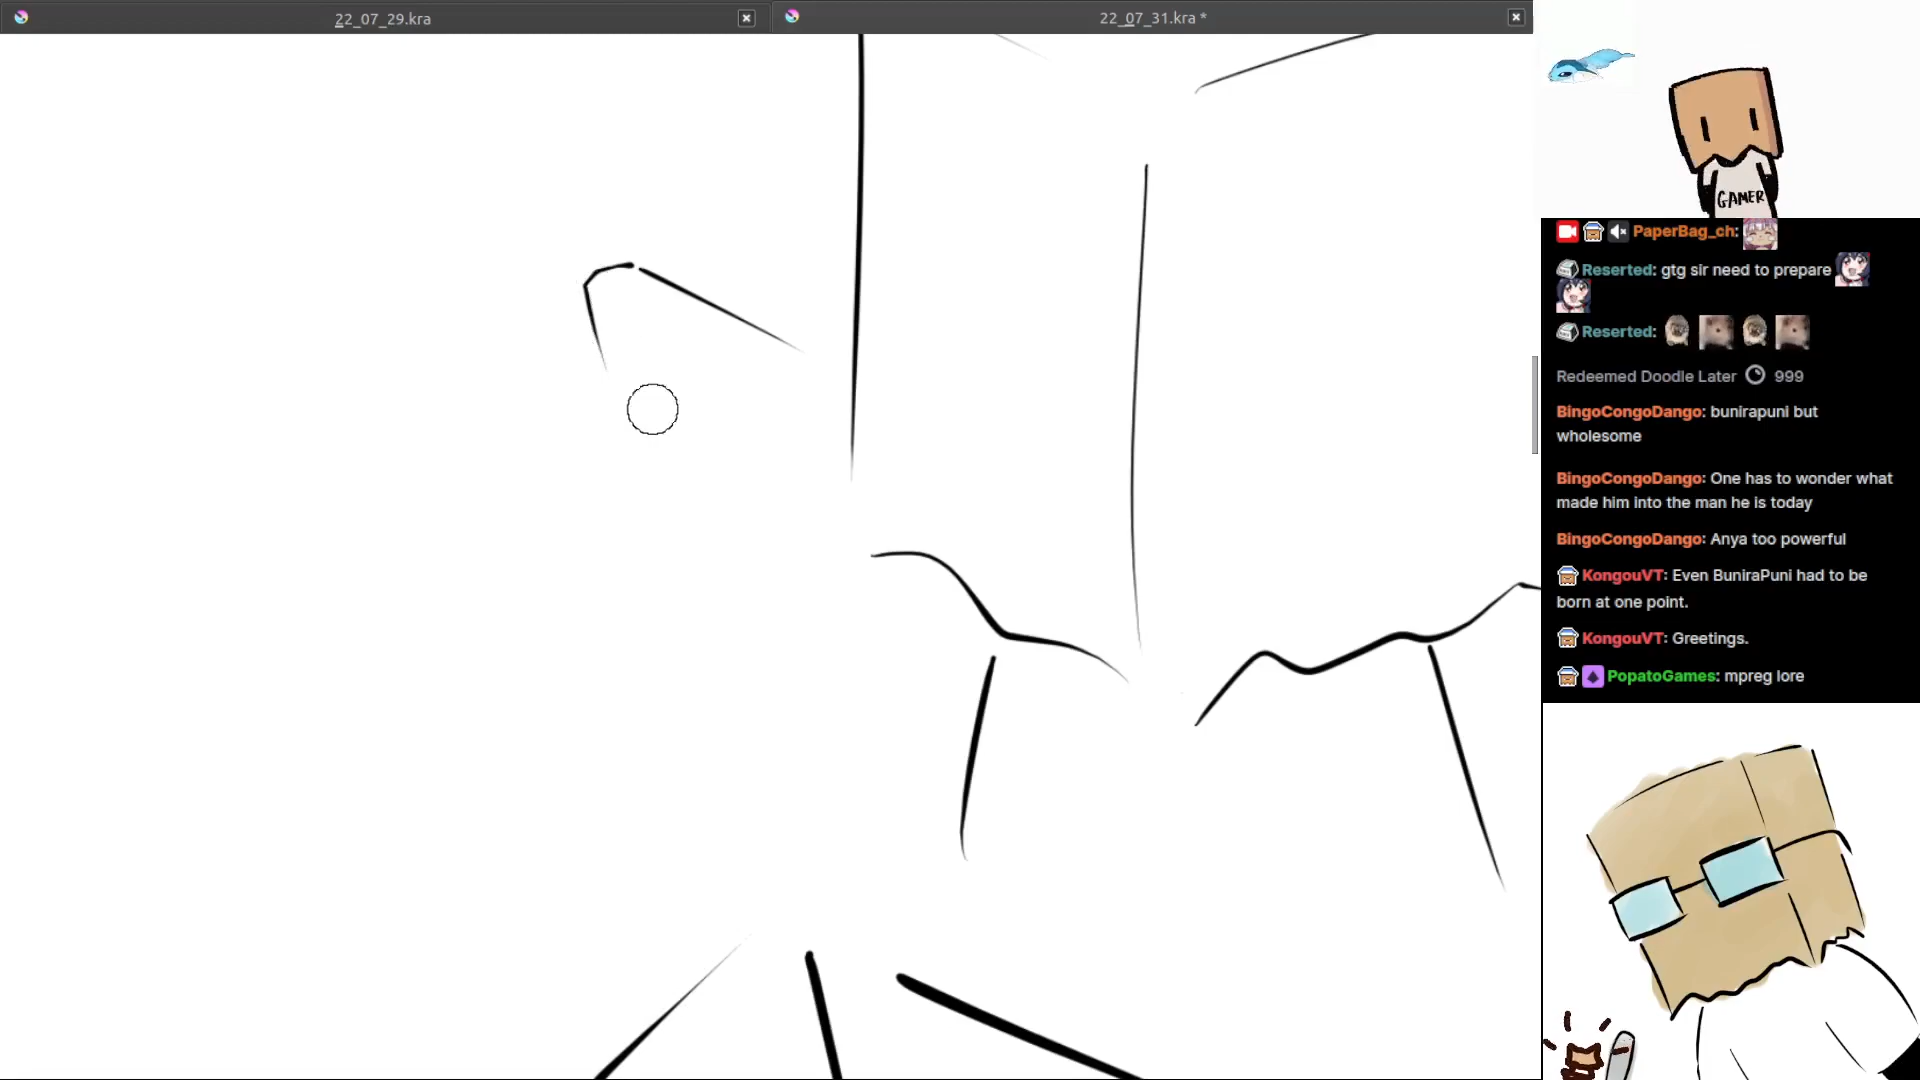 22_07_29.kra
22_07_31.kra *
GAMER
PaperBag_ch:
Reserted: gtg sir need to prepare
Reserted:
Redeemed Doodle Later 999
BingoCongoDango: bunirapuni but
wholesome
BingoCongoDango: One has to wonder what
made him into the man he is today
BingoCongoDango: Anya too powerful
KongouVT: Even BuniraPuni had to be
born at one point.
KongouVT: Greetings.
PopatoGames: mpreg lore